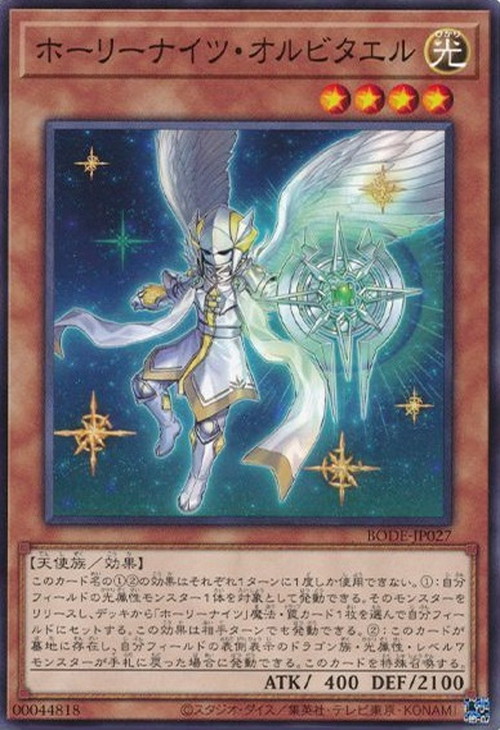 ホーリーナイツ・オルビタエル
光
BODE-JP027
【天使族/効果】
このカード名の①②の効果はそれぞれ1ターンに1度しか使用できない。①:自分
フィールドの光属性モンスター1体を対象として発動できる。そのモンスターを
リリースし、デッキから「ホーリーナイツ」魔法・罠カード1枚を選んで自分フィー
ルドにセットする。この効果は相手ターンでも発動できる。②:このカードが
墓地に存在し、自分フィールドの表側表示のドラゴン族・光属性・レベル7
モンスターが手札に戻った場合に発動できる。このカードを特殊召喚する。
ATK/ 400 DEF/2100
00044818 ©スタジオ・ダイス/集英社・テレビ東京・KONAMI